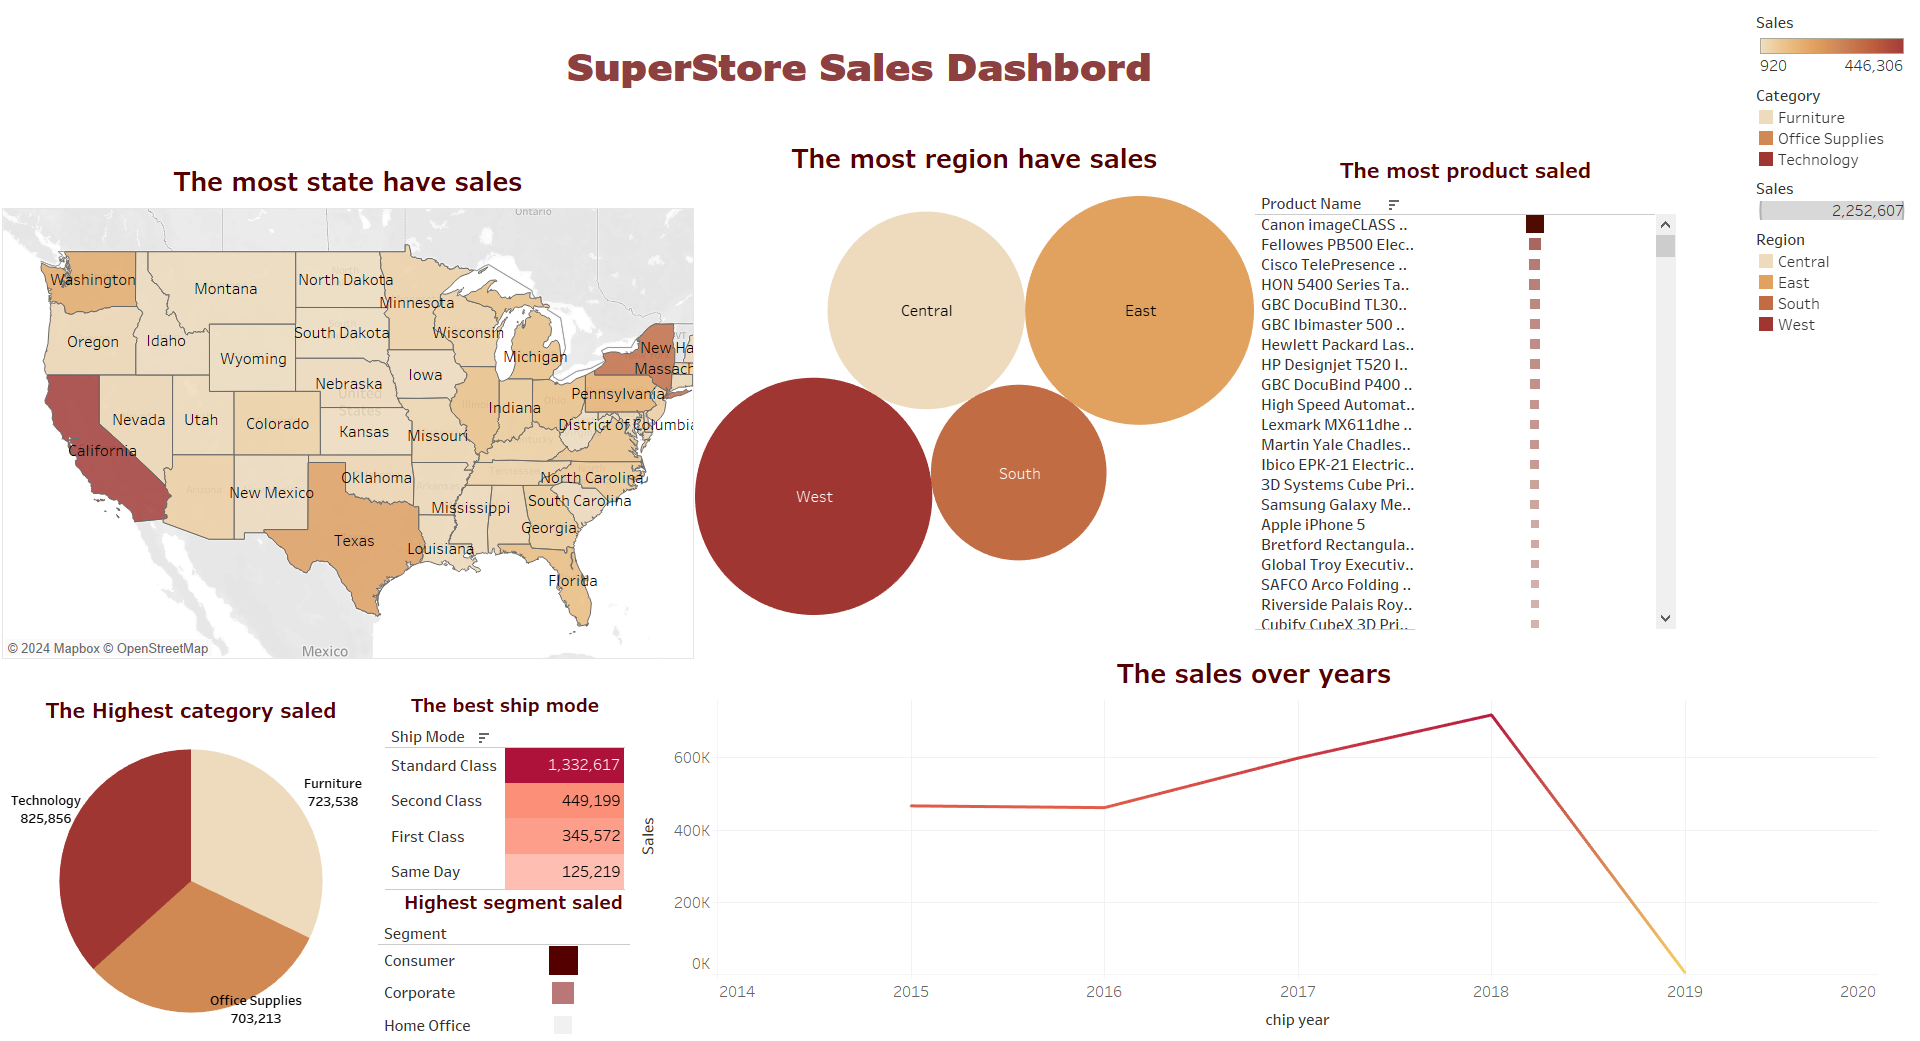 SuperStore Sales Dashbord
The most state have sales
Ontario
Washington
Montana
North Dakota
Minnesota
Oregon
Idaho
South Dakota
Wisconsin
Wyoming
Michigan
New Ha
VT
Massach
Nebraska
Iowa
United
States
Pennsylvania
Nevada
Utah
Colorado
Kansas
Missouri
Indiana
Ohio
District of Columbia
California
New Mexico
Oklahoma
North Carolina
South Carolina
Mississippi
Georgia
Texas
Louisiana
Florida
Mexico
© 2024 Mapbox © OpenStreetMap
The most region have sales
Central
East
West
South
The most product saled
Product Name
Canon imageCLASS ..
Fellowes PB500 Elec..
Cisco TelePresence ..
HON 5400 Series Ta..
GBC DocuBind TL30..
GBC Ibimaster 500 ..
Hewlett Packard Las..
HP Designjet T520 I..
GBC DocuBind P400 ..
High Speed Automat..
Lexmark MX611dhe ..
Martin Yale Chadles..
Ibico EPK-21 Electric..
3D Systems Cube Pri..
Samsung Galaxy Me..
Apple iPhone 5
Bretford Rectangula..
Global Troy Executiv..
SAFCO Arco Folding ..
Riverside Palais Roy..
Cubify CubeX 3D Pri..
Sales
920 446,306
Category
Furniture
Office Supplies
Technology
Sales
2,252,607
Region
Central
East
South
West
The Highest category saled
Furniture
723,538
Technology
825,856
Office Supplies
703,213
The best ship mode
Ship Mode
Standard Class 1,332,617
Second Class 449,199
First Class 345,572
Same Day 125,219
Highest segment saled
Segment
Consumer
Corporate
Home Office
The sales over years
Sales
600K
400K
200K
0K
2014 2015 2016 2017 2018 2019 2020
chip year